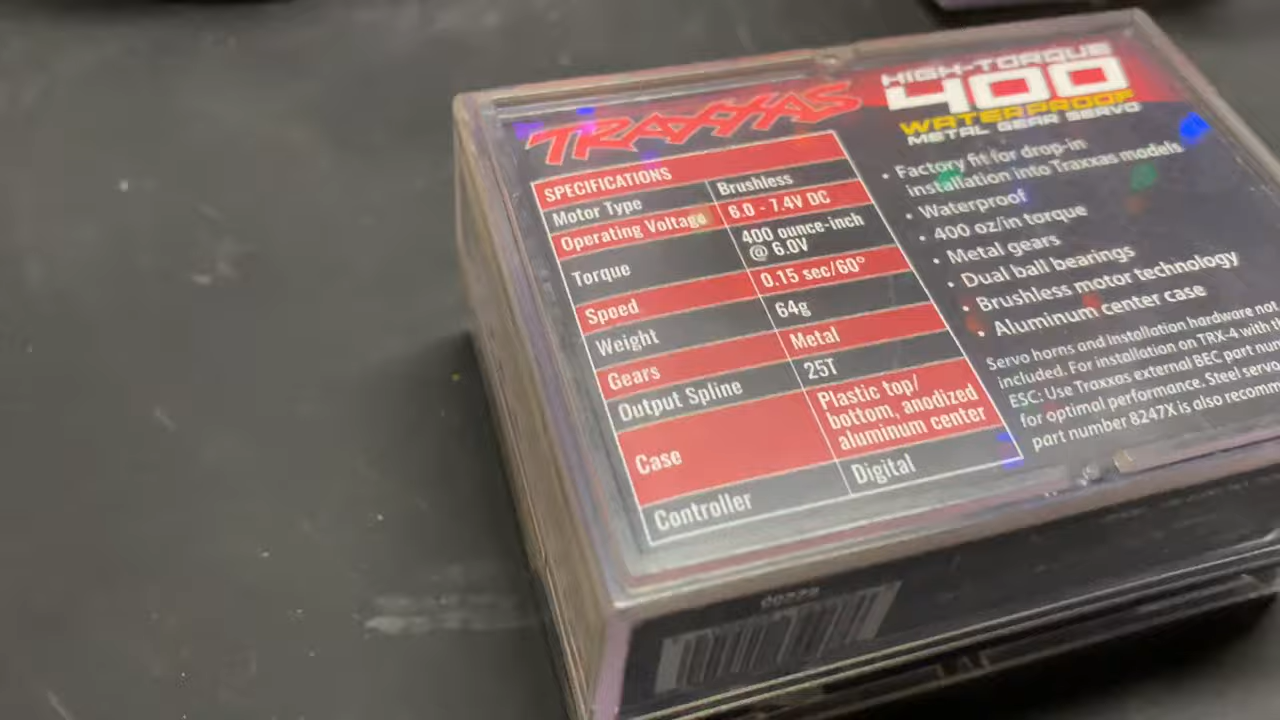 TRAXXAS
HIGH-TORQUE
400
WATERPROOF
METAL GEAR SERVO
SPECIFICATIONS
Motor Type Brushless
Operating Voltage 6.0 - 7.4V DC
Torque 400 ounce-inch
@ 6.0V
Speed 0.15 sec/60°
Weight 64g
Gears Metal
Output Spline 25T
Case Plastic top/
bottom, anodized
aluminum center
Controller Digital
• Factory fit for drop-in
installation into Traxxas models
• Waterproof
• 400 oz/in torque
• Metal gears
• Dual ball bearings
• Brushless motor technology
• Aluminum center case
Servo horns and installation hardware not
included. For installation on TRX-4 with
ESC: Use Traxxas external BEC part
for optimal performance. Steel
part number 8247X is also